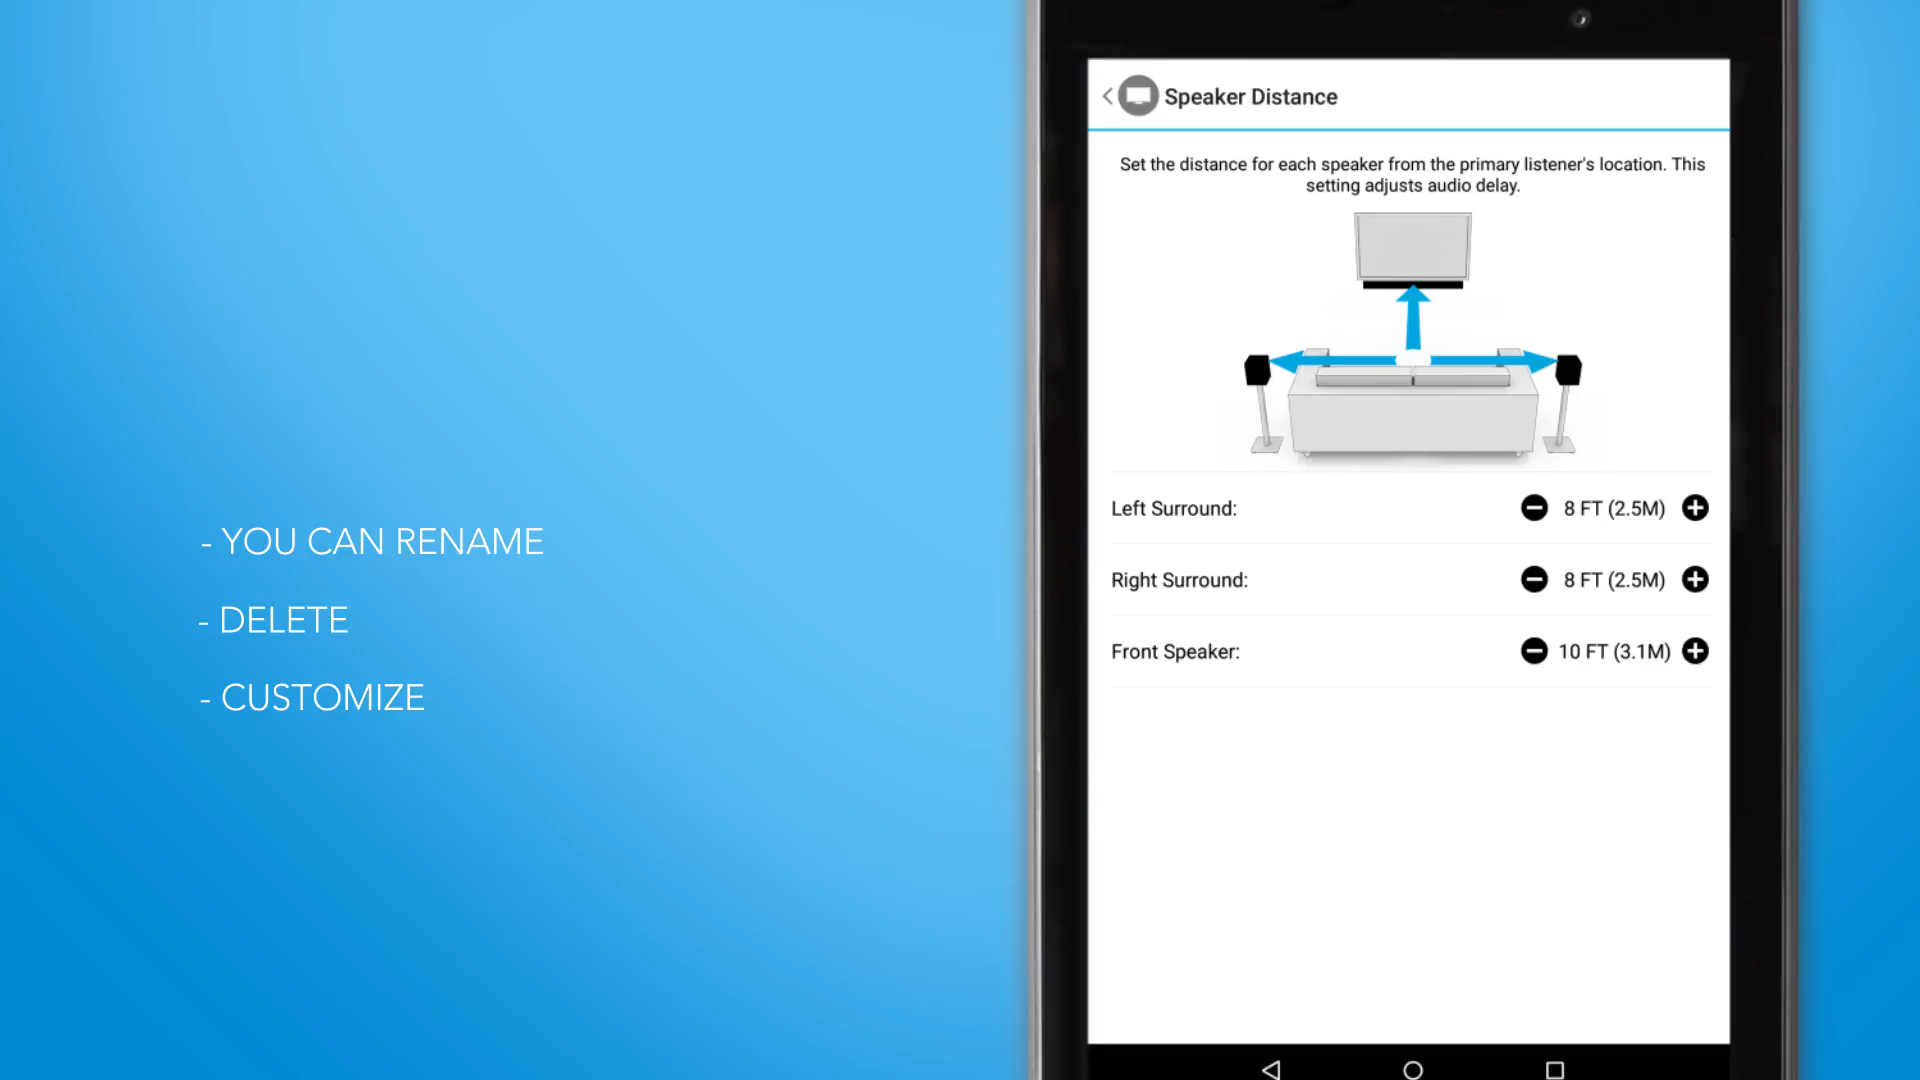 - YOU CAN RENAME
- DELETE
- CUSTOMIZE
Speaker Distance
Set the distance for each speaker from the primary listener's location. This
setting adjusts audio delay.
Left Surround: 8 FT (2.5M)
Right Surround: 8 FT (2.5M)
Front Speaker: 10 FT (3.1M)